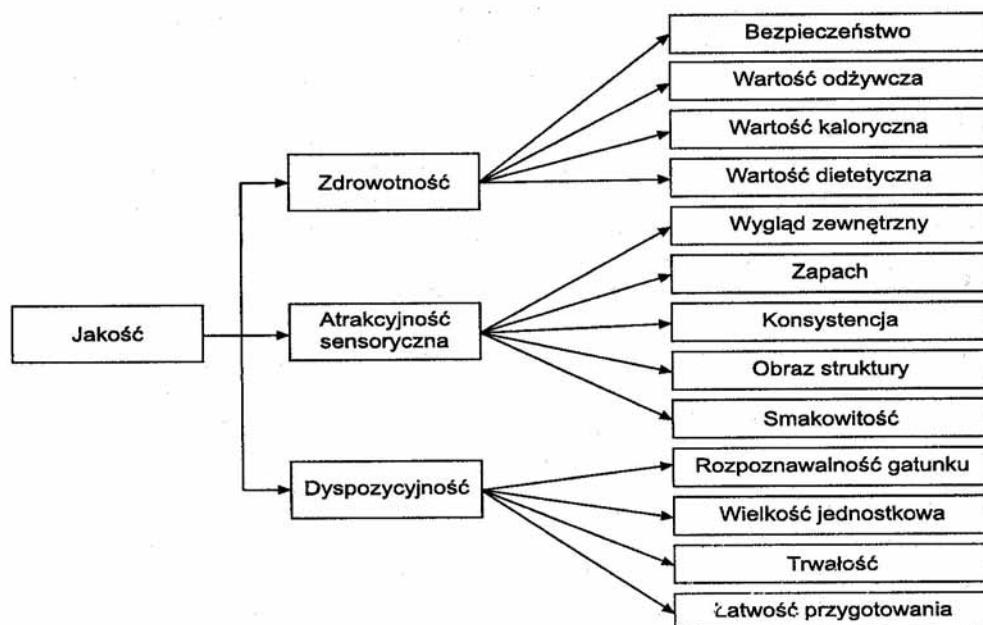 Bezpieczeństwo
Wartość odżywcza
Wartość kaloryczna
Zdrowotność
Wartość dietetyczna
Wygląd zewnętrzny
Zapach
Jakość
Atrakcyjność
sensoryczna
Konsystencja
Obraz struktury
Smakowitość
Dyspozycyjność
Rozpoznawalność gatunku
Wielkość jednostkowa
Trwałość
Łatwość przygotowania